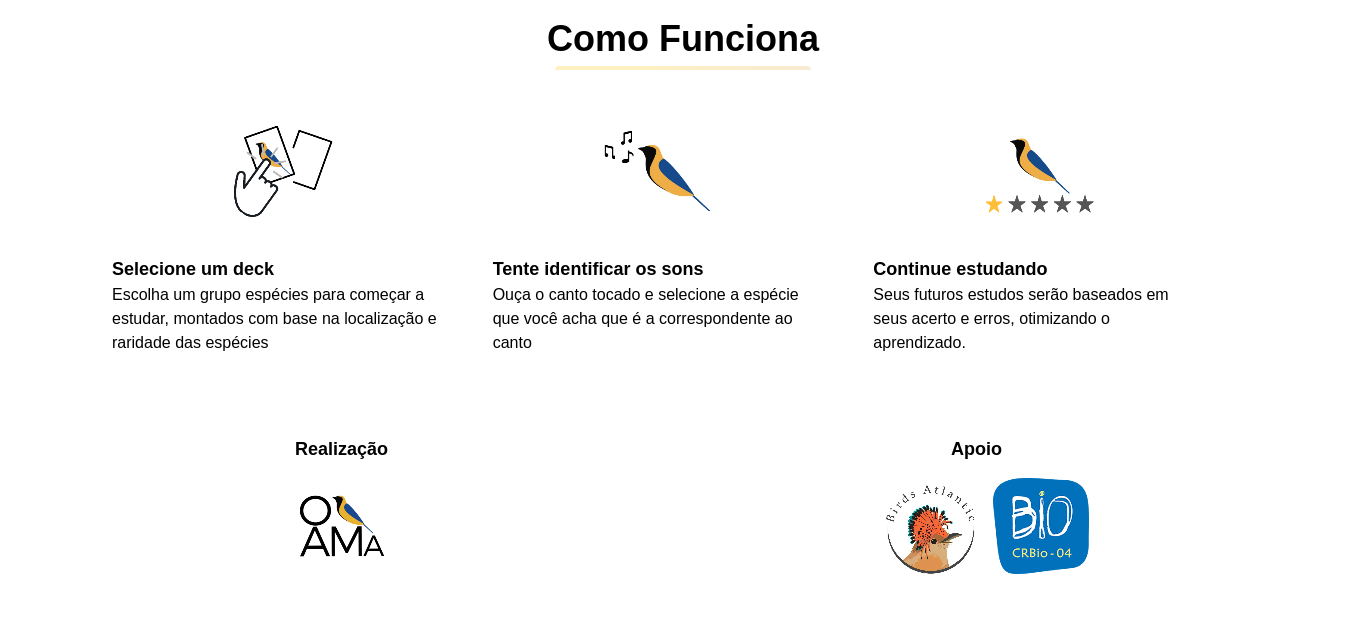 Como Funciona
Selecione um deck
Escolha um grupo espécies para começar a
estudar, montados com base na localização e
raridade das espécies
Tente identificar os sons
Ouça o canto tocado e selecione a espécie
que você acha que é a correspondente ao
canto
Continue estudando
Seus futuros estudos serão baseados em
seus acerto e erros, otimizando o
aprendizado.
Realização
O
AMA
Apoio
Birds Atlantic
BiO
CRBio-04